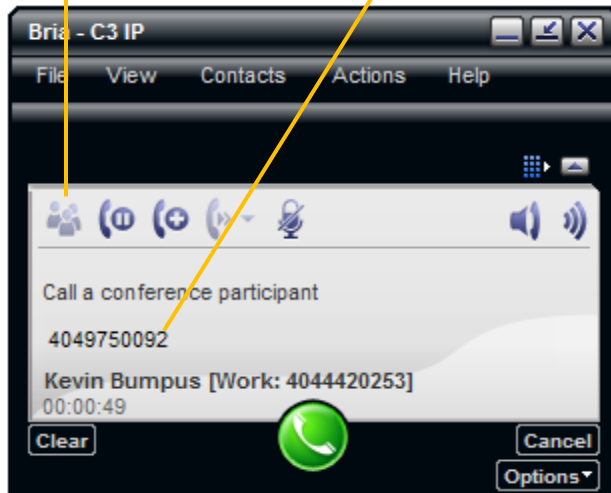 Bria - C3 IP
File View Contacts Actions Help
Call a conference participant
4049750092
Kevin Bumpus [Work: 4044420253]
00:00:49
Clear Cancel
Options